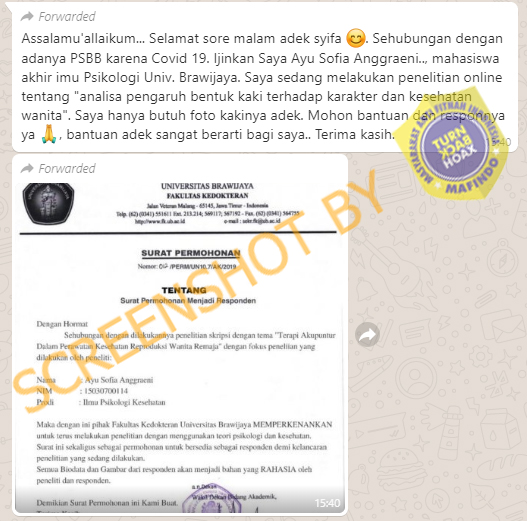 Forwarded
Assalamu'allaikum... Selamat sore malam adek syifa 😊. Sehubungan dengan
adanya PSBB karena Covid 19. Ijinkan Saya Ayu Sofia Anggraeni.., mahasiswa
akhir imu Psikologi Univ. Brawijaya. Saya sedang melakukan penelitian online
tentang "analisa pengaruh bentuk kaki terhadap karakter dan kesehatan
wanita". Saya hanya butuh foto kakinya adek. Mohon bantuan dan responnya
ya 🙏, bantuan adek sangat berarti bagi saya.. Terima kasih.
15:40
MASYARAKAT ANTI FITNAH INDONESIA
TURN
BACK
HOAX
MAFINDO
Forwarded
UNIVERSITAS BRAWIJAYA
FAKULTAS KEDOKTERAN
Jalan Veteran Malang - 65145, Jawa Timur - Indonesia
Telp. (62) (0341) 551611 Ext. 213.214; 569117; 567192 - Fax. (62) (0341) 564755
http://www.fk.ub.ac.id e-mail : sekr.fk@ub.ac.id
SURAT PERMOHONAN
Nomor: /PERM/UN10.7/AK/2019
TENTANG
Surat Permohonan Menjadi Responden
Dengan Hormat
Sehubungan dengan dilakukannya penelitian skripsi dengan tema "Terapi Akupuntur
Dalam Perawatan Kesehatan Reproduksi Wanita Remaja" dengan fokus penelitan yang
dilakukan oleh peneliti:
Nama : Ayu Sofia Anggraeni
NIM : 15030700114
Prodi : Ilmu Psikologi Kesehatan
Maka dengan ini pihak Fakultas Kedokteran Universitas Brawijaya MEMPERKENANKAN
untuk terus melakukan penelitian dengan menggunakan teori psikologi dan kesehatan.
Surat ini sekaligus sebagai permohonan untuk bersedia sebagai responden demi kelancaran
penelitian yang sedang dilakukan.
Semua Biodata dan Gambar dari responden akan menjadi bahan yang RAHASIA oleh
peneliti dan responden.
Demikian Surat Permohonan ini Kami Buat.
a.n Dekan
Wakil Dekan Bidang Akademik,
15:40
SCREENSHOT BY